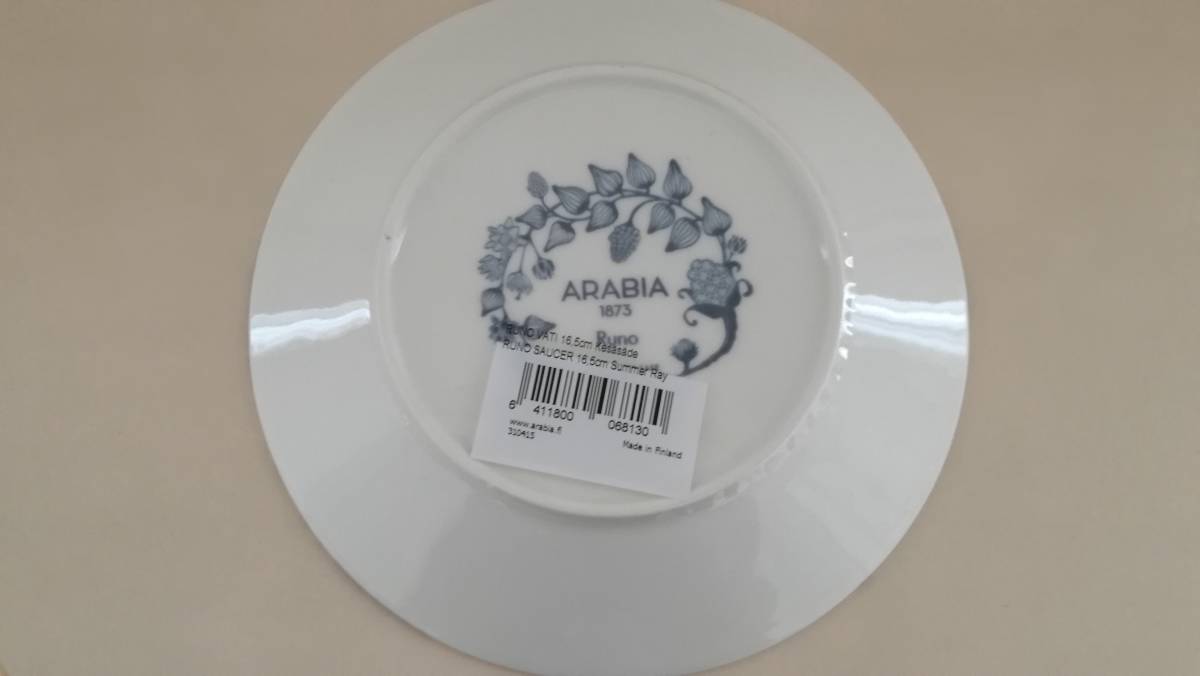 ARABIA
1873
Runo
RUNO VATI 16,5cm Kesäsäde
RUNO SAUCER 16,5cm Summer Ray
6 411800 068130
www.arabia.fi
310415
Made in Finland